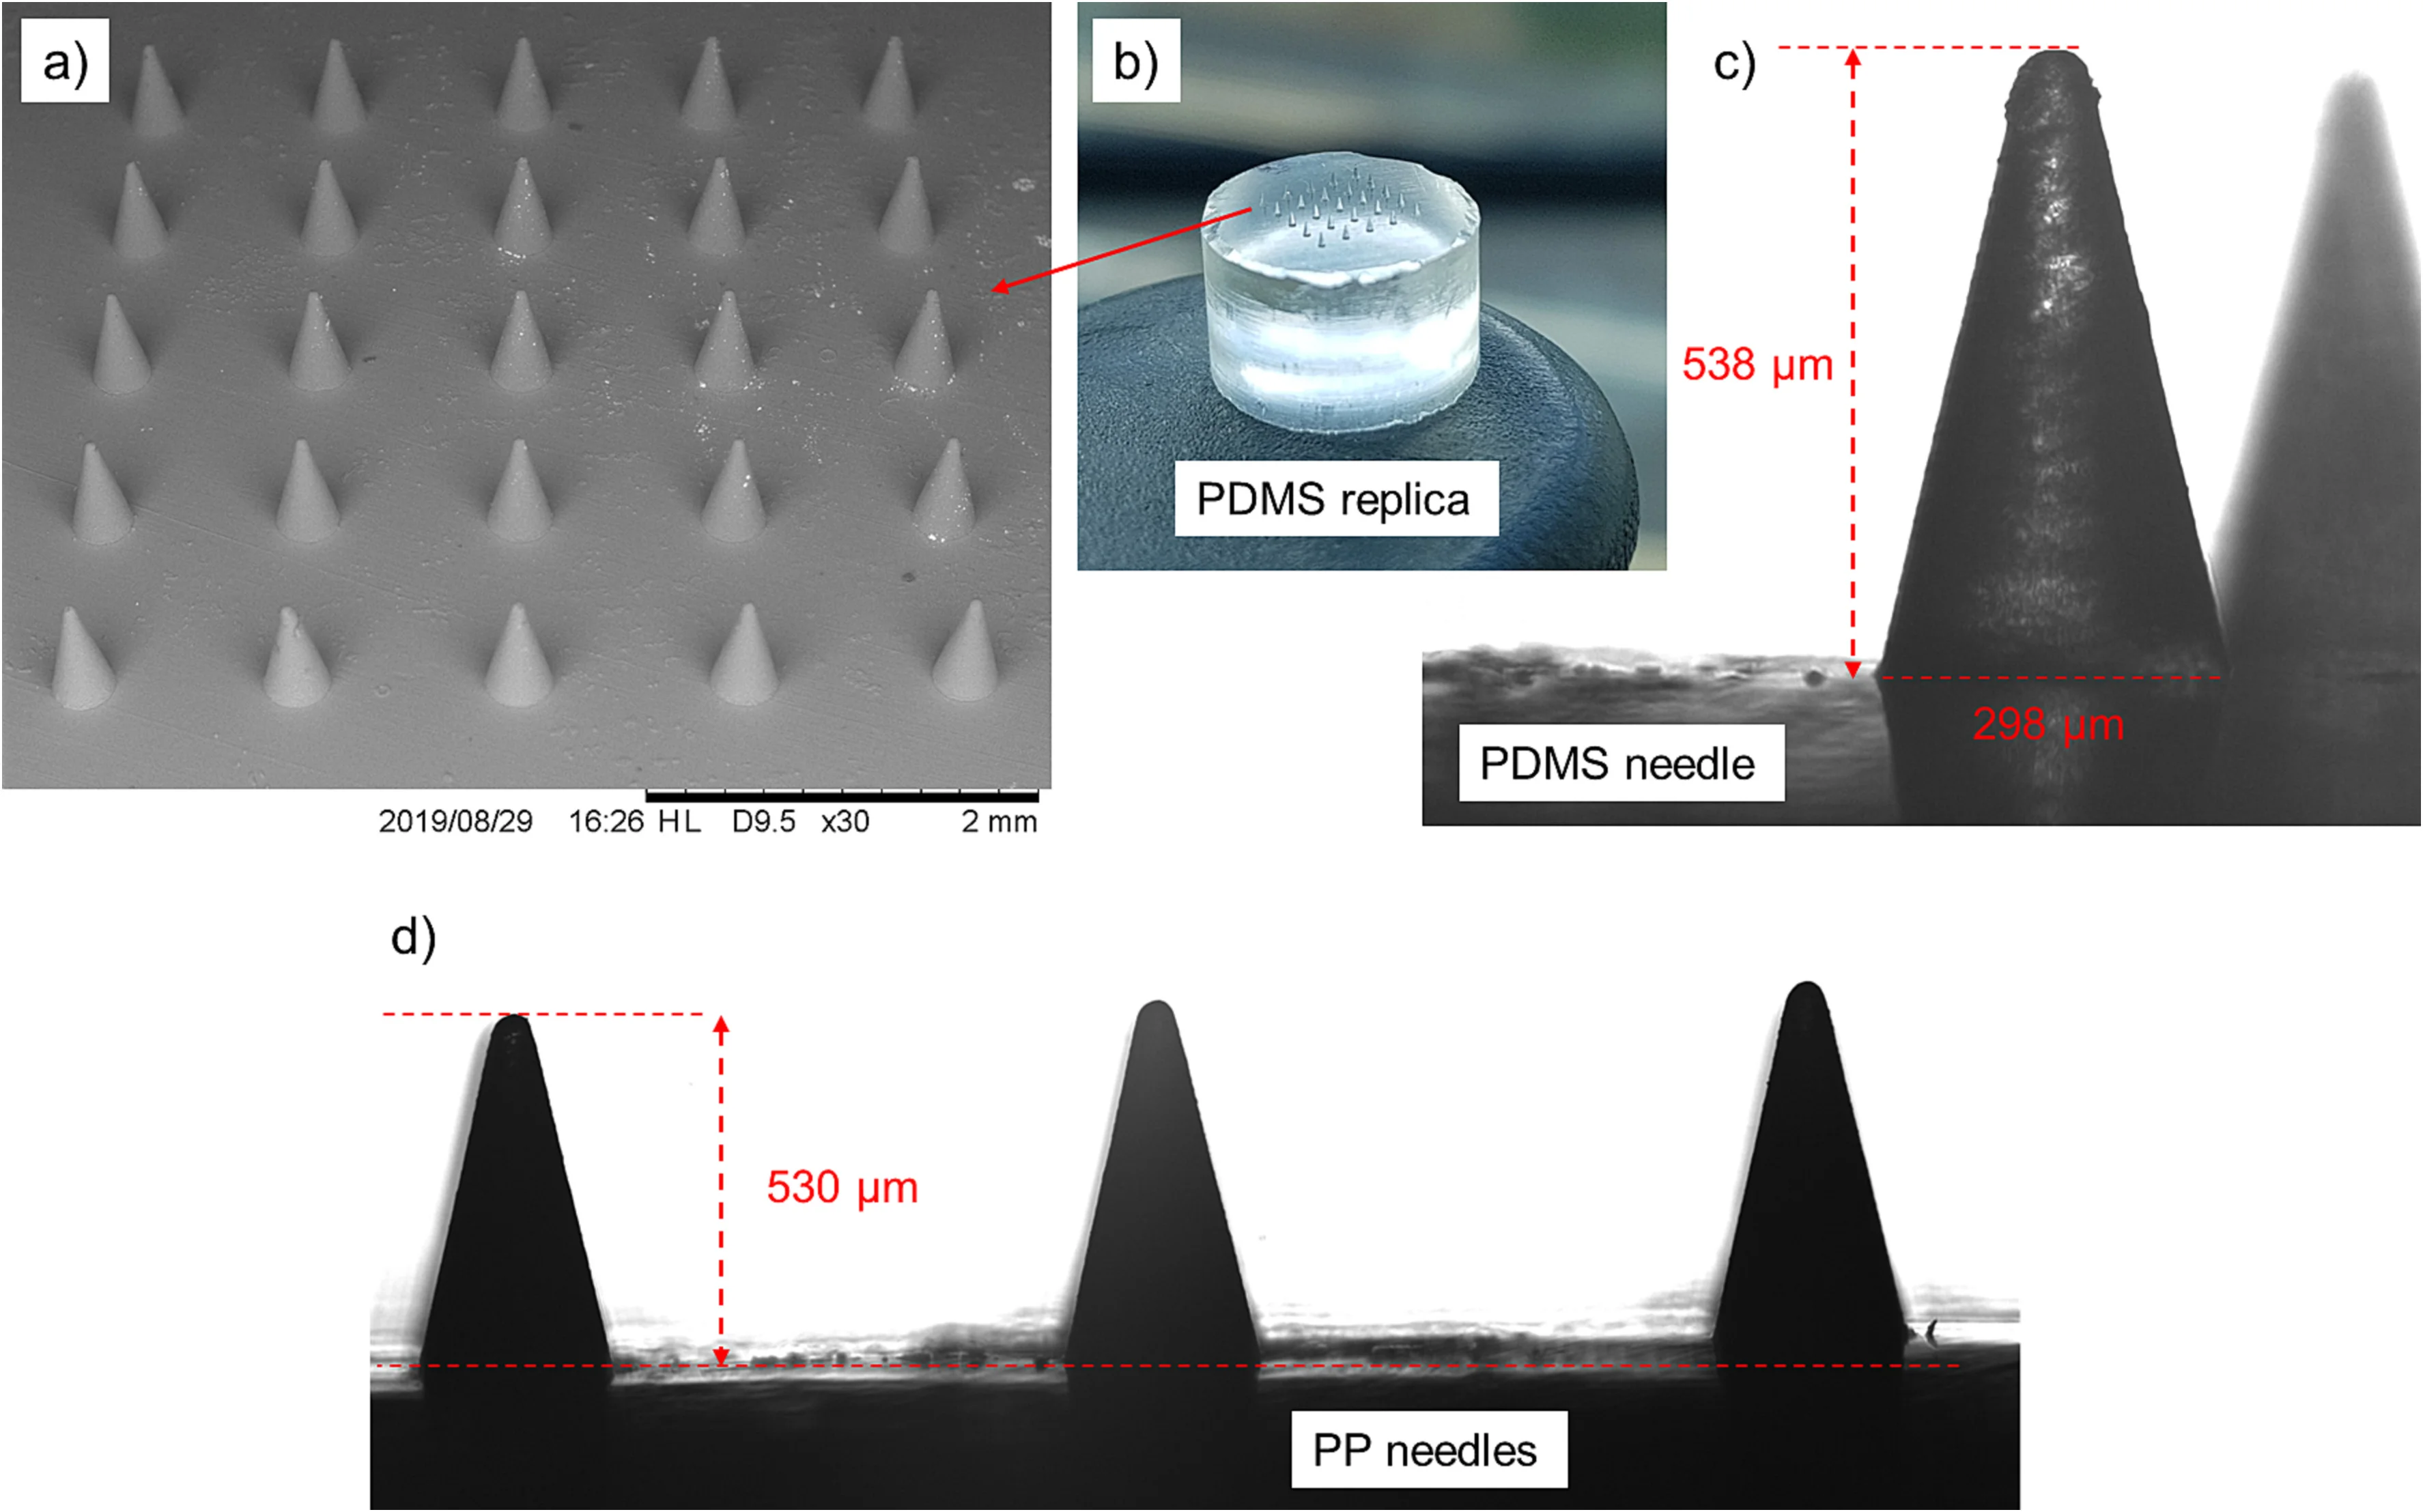 a)
b)
c)
538 µm
PDMS replica
298 µm
PDMS needle
2019/08/29 16:26 HL D9.5 x30 2 mm
d)
530 µm
PP needles